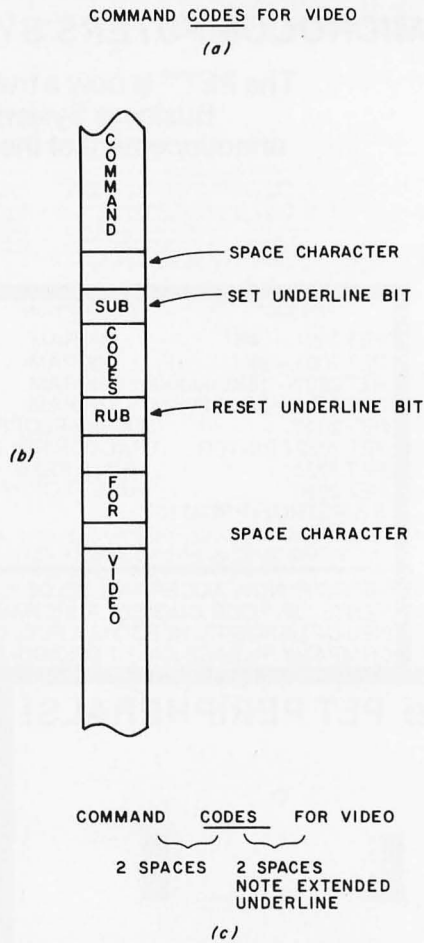 COMMAND CODES FOR VIDEO
(a)
COMMAND
SPACE CHARACTER
SUB
SET UNDERLINE BIT
CODES
RUB
RESET UNDERLINE BIT
(b)
FOR
SPACE CHARACTER
VIDEO
COMMAND CODES FOR VIDEO
2 SPACES 2 SPACES
NOTE EXTENDED
UNDERLINE
(c)